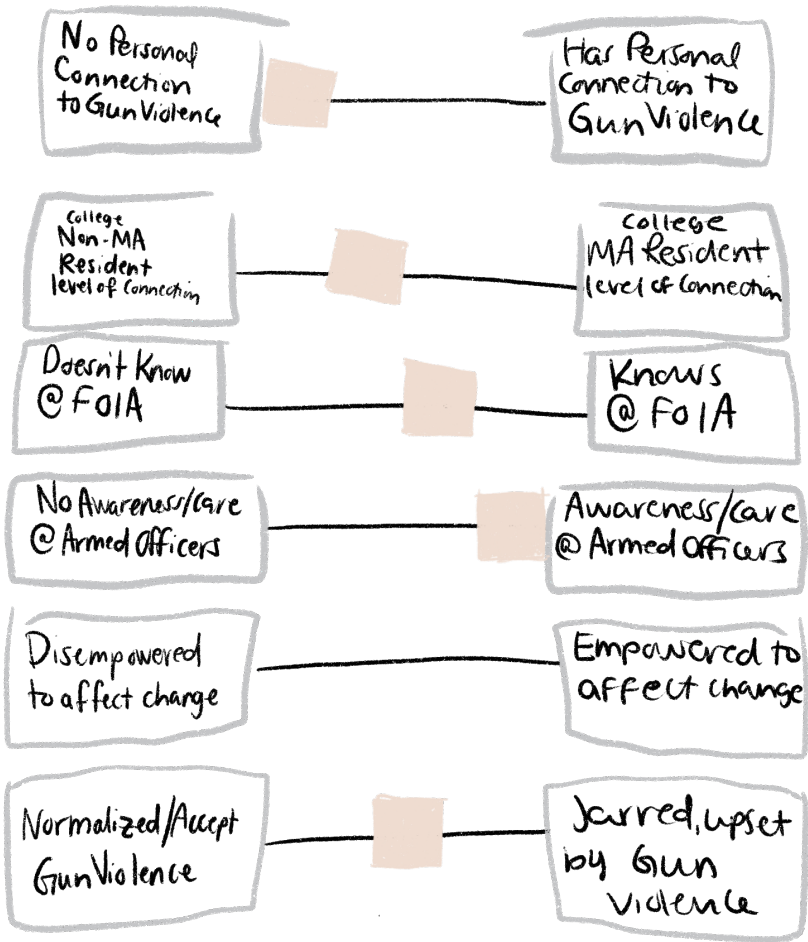 No Personal
Connection
to Gun Violence
Has Personal
Connection to
Gun Violence
College
Non-MA
Resident
level of Connection
College
MA Resident
level of Connection
Doesn't Know
@ FOIA
Knows
@ FOIA
No Awareness/care
@ Armed Officers
Awareness/care
@ Armed Officers
Disempowered
to affect change
Empowered to
affect change
Normalized/Accept
Gun Violence
Jarred, upset
by Gun
Violence